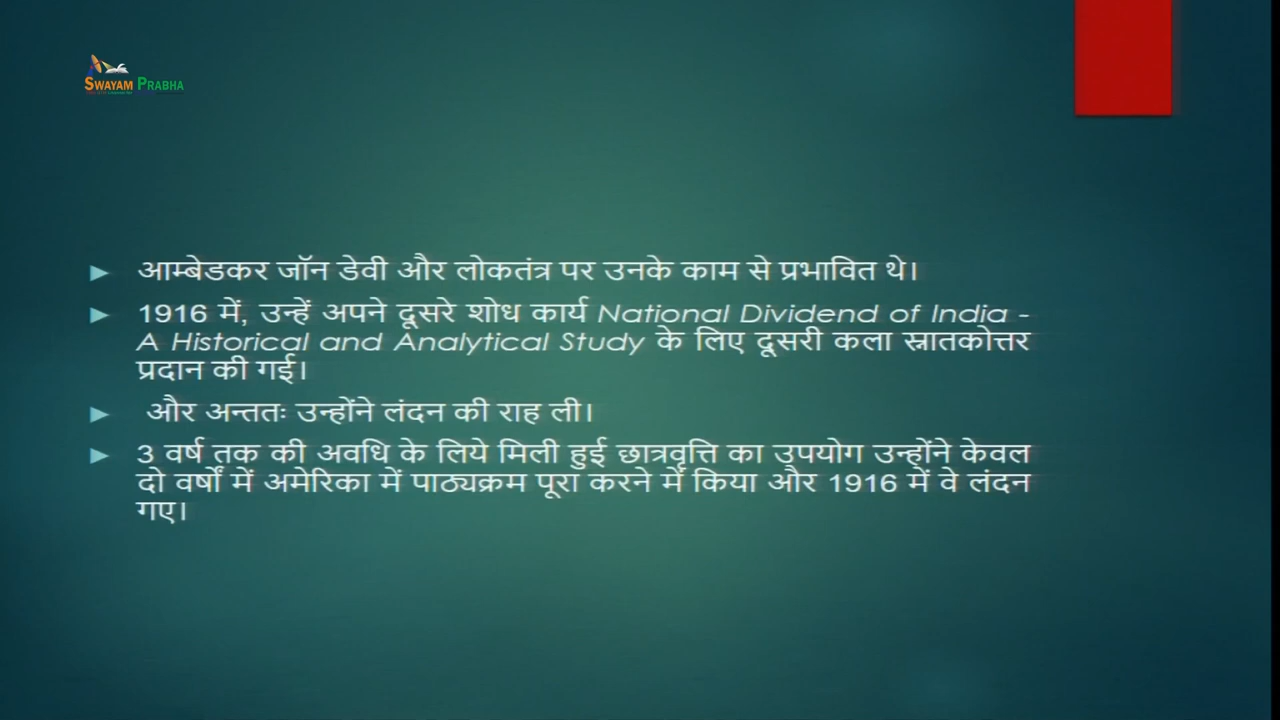 SWAYAM PRABHA
आम्बेडकर जॉन डेवी और लोकतंत्र पर उनके काम से प्रभावित थे।
1916 में, उन्हें अपने दूसरे शोध कार्य National Dividend of India -
A Historical and Analytical Study के लिए दूसरी कला स्नातकोत्तर
प्रदान की गई।
और अन्ततः उन्होंने लंदन की राह ली।
3 वर्ष तक की अवधि के लिये मिली हुई छात्रवृत्ति का उपयोग उन्होंने केवल
दो वर्षों में अमेरिका में पाठ्यक्रम पूरा करने में किया और 1916 में वे लंदन
गए।